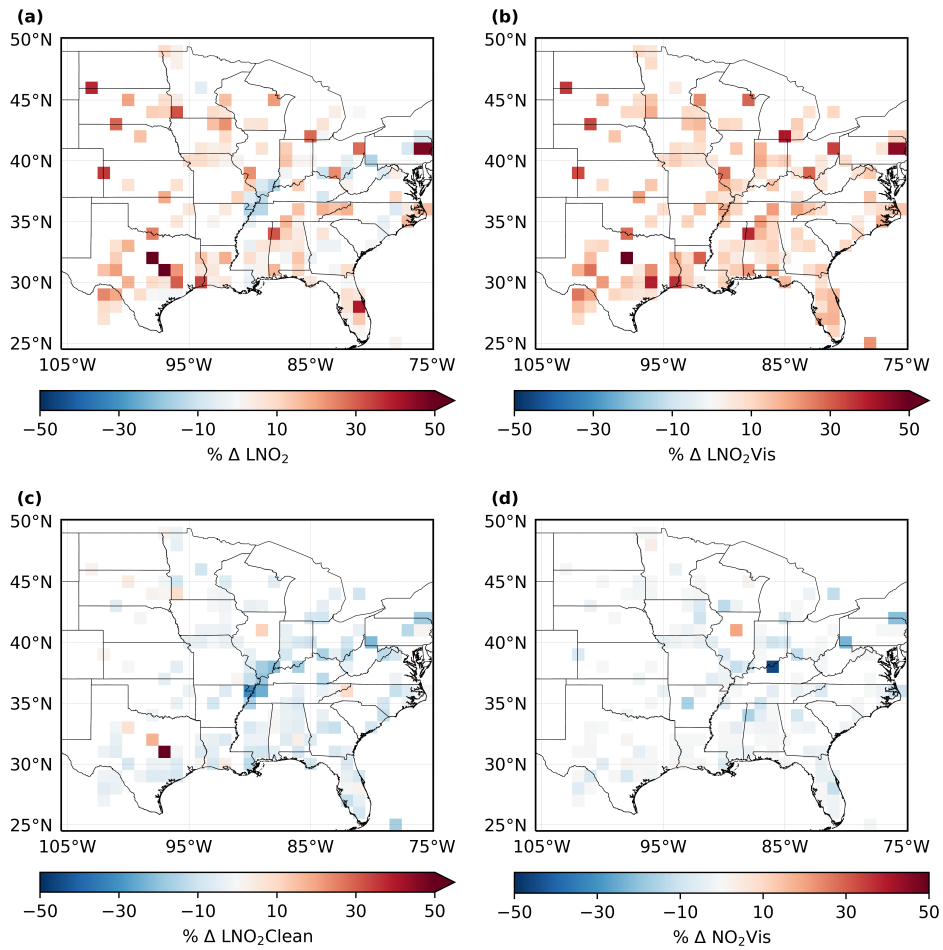 (a)
(b)
50°N
45°N
40°N
35°N
30°N
25°N
105°W 95°W 85°W 75°W
50°N
45°N
40°N
35°N
30°N
25°N
105°W 95°W 85°W 75°W
−50 −30 −10 10 30 50
% Δ LNO₂
−50 −30 −10 10 30 50
% Δ LNO₂Vis
(c)
(d)
50°N
45°N
40°N
35°N
30°N
25°N
105°W 95°W 85°W 75°W
50°N
45°N
40°N
35°N
30°N
25°N
105°W 95°W 85°W 75°W
−50 −30 −10 10 30 50
% Δ LNO₂Clean
−50 −30 −10 10 30 50
% Δ NO₂Vis